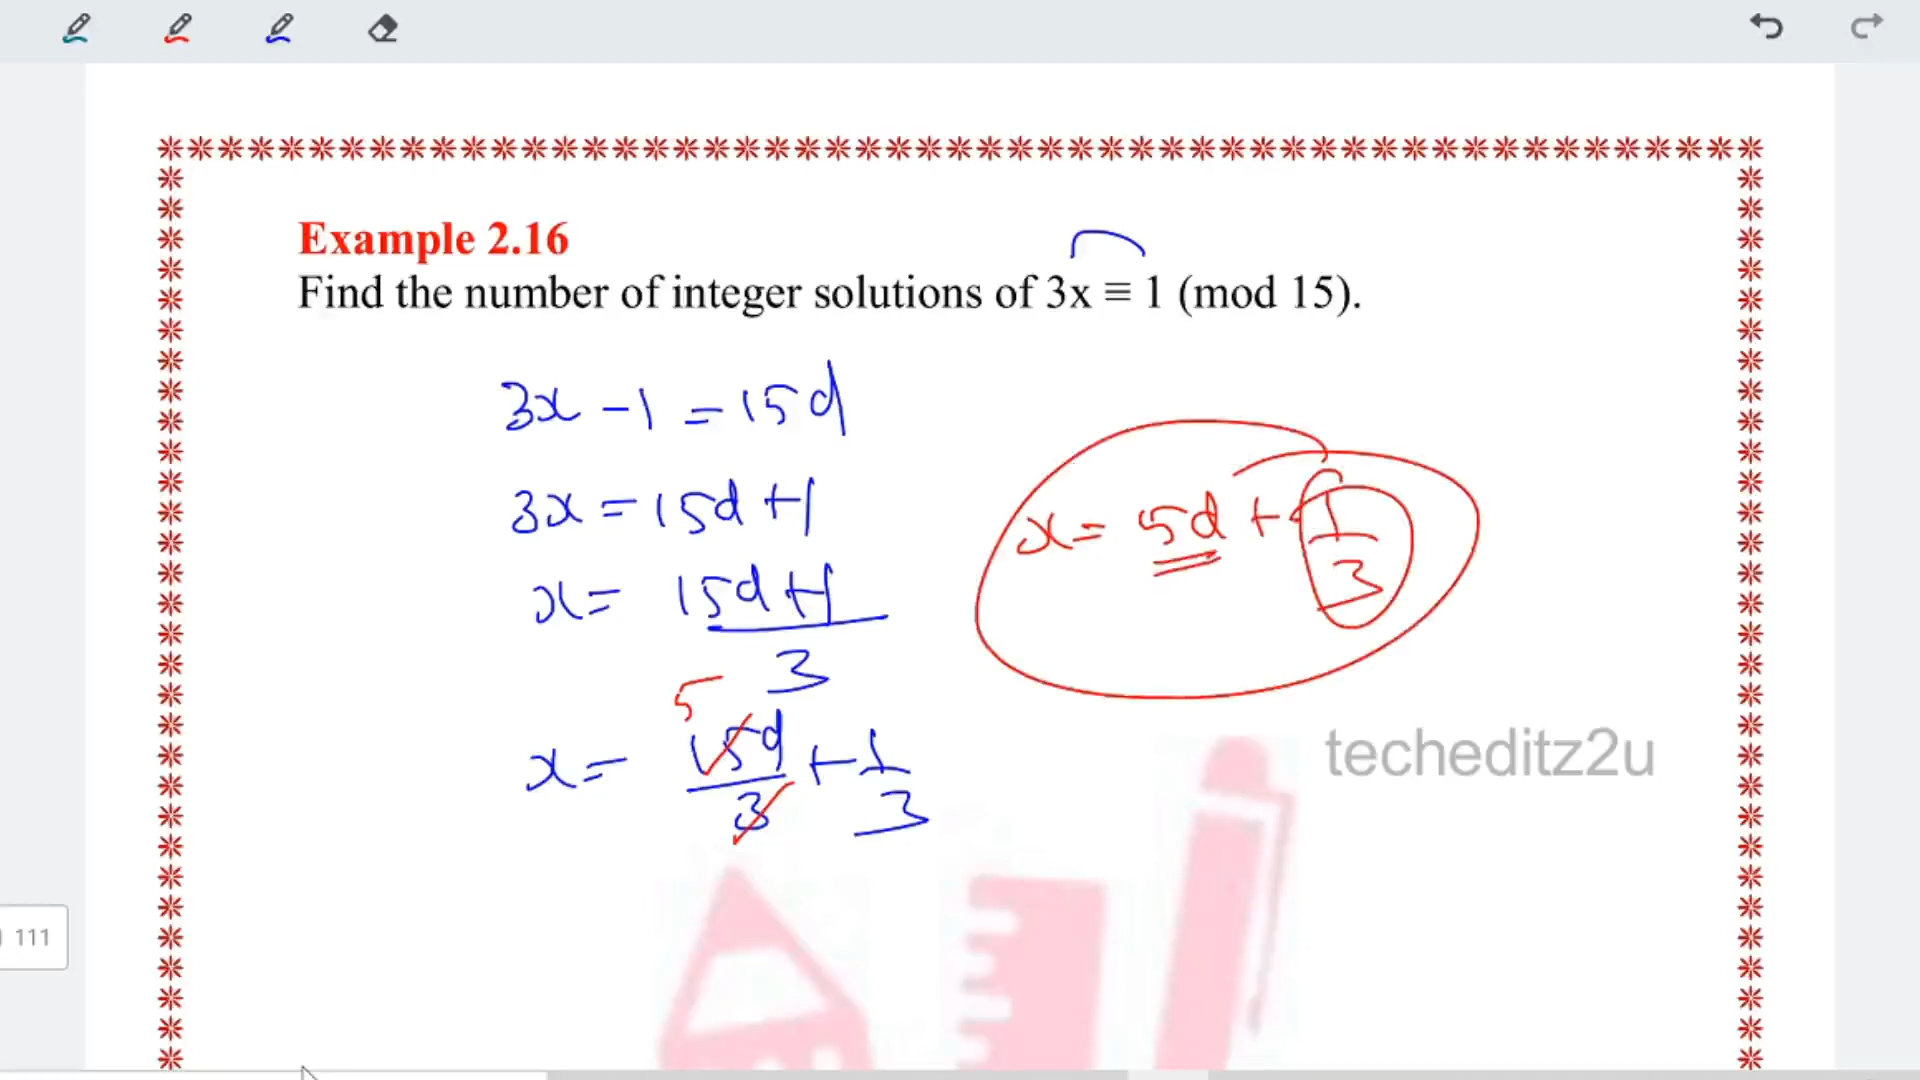 Example 2.16
Find the number of integer solutions of 3x ≡ 1 (mod 15).
3x - 1 = 15d
3x = 15d + 1
x = 15d + 1 / 3
x = 15d/3 + 1/3
5
x = 5d + 1/3
techeditz2u
111